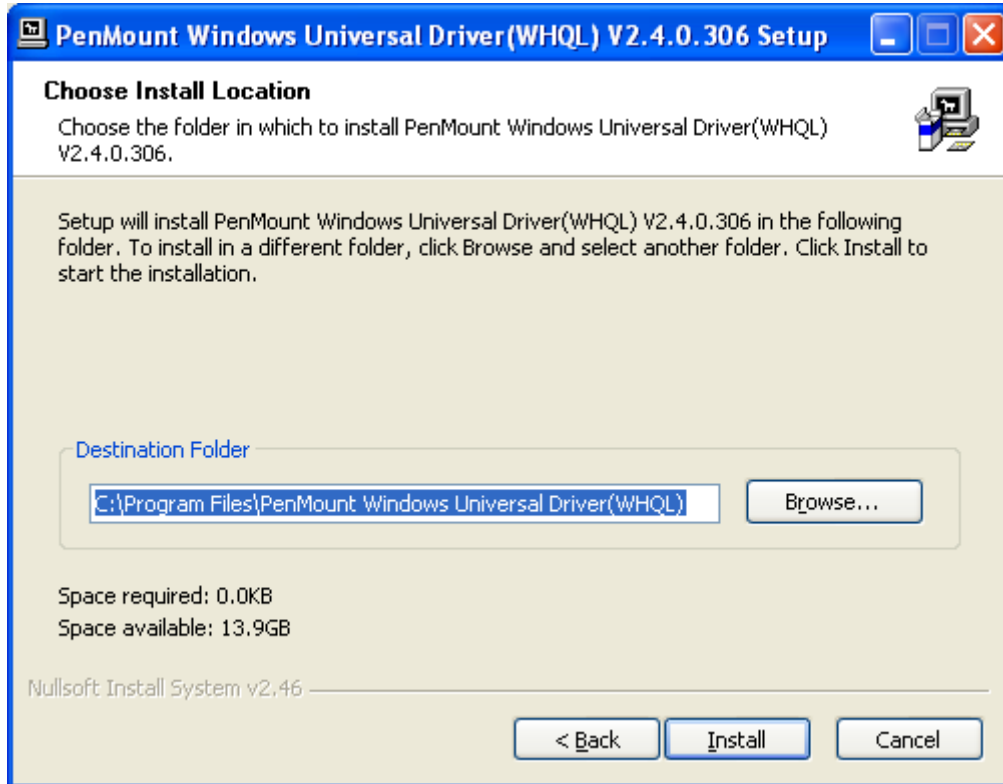 PenMount Windows Universal Driver(WHQL) V2.4.0.306 Setup
Choose Install Location
Choose the folder in which to install PenMount Windows Universal Driver(WHQL)
V2.4.0.306.
Setup will install PenMount Windows Universal Driver(WHQL) V2.4.0.306 in the following
folder. To install in a different folder, click Browse and select another folder. Click Install to
start the installation.
Destination Folder
C:\Program Files\PenMount Windows Universal Driver(WHQL)
Browse...
Space required: 0.0KB
Space available: 13.9GB
Nullsoft Install System v2.46
< Back
Install
Cancel